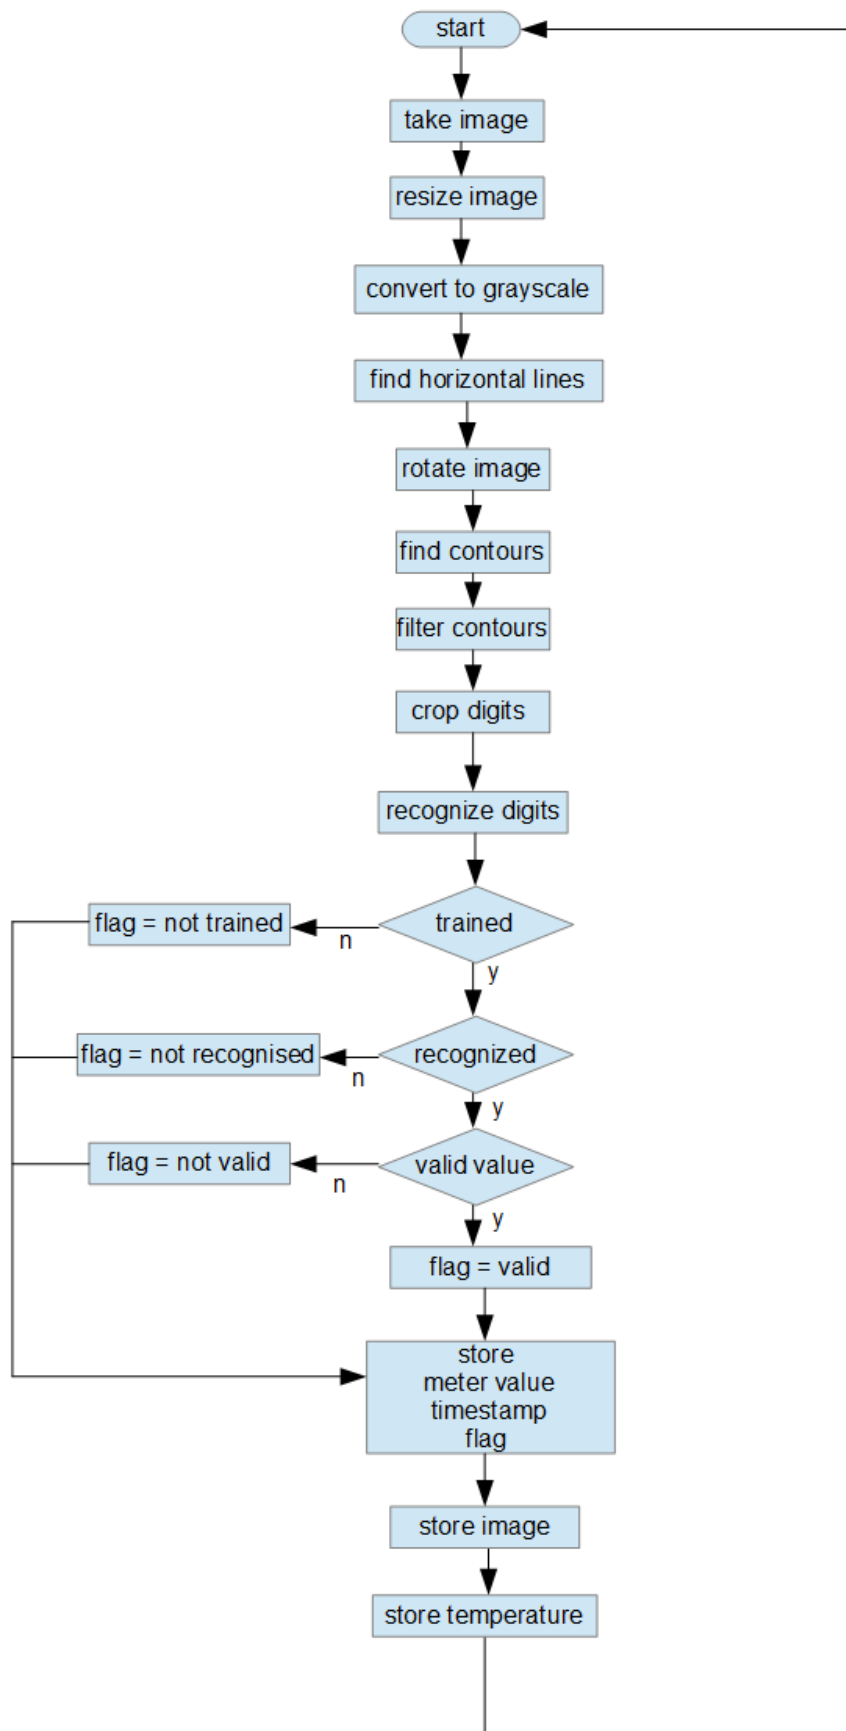 start
take image
resize image
convert to grayscale
find horizontal lines
rotate image
find contours
filter contours
crop digits
recognize digits
flag = not trained
n
trained
y
flag = not recognised
n
recognized
y
flag = not valid
n
valid value
y
flag = valid
store
meter value
timestamp
flag
store image
store temperature